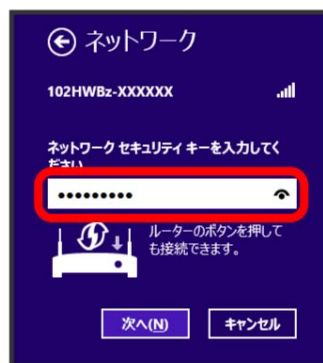 ネットワーク
102HWBz-XXXXXX
ネットワーク セキュリティ キーを入力してく
ださい
•••••••••
ルーターのボタンを押して
も接続できます。
次へ(N) キャンセル